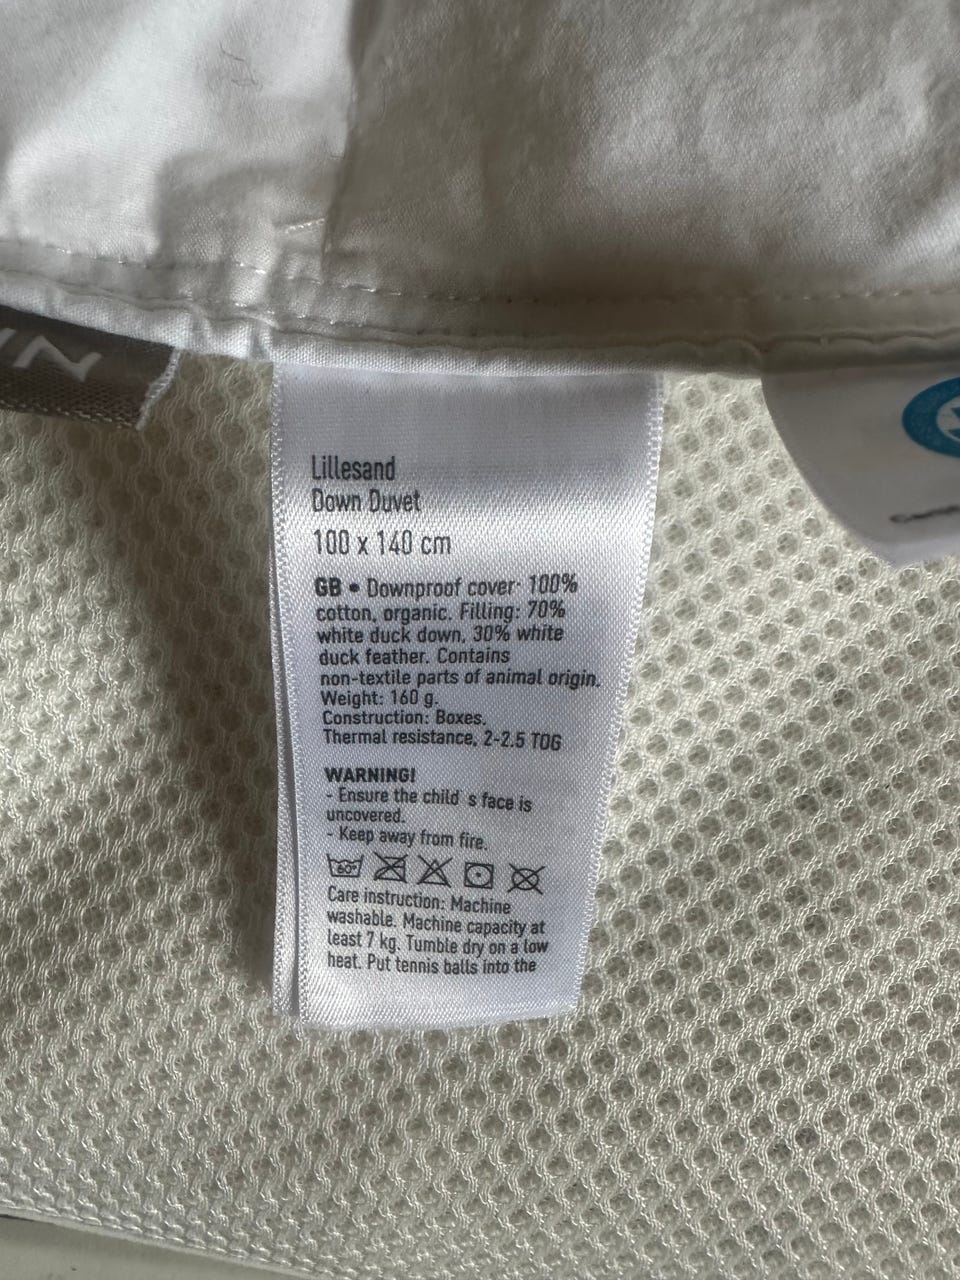 Lillesand
Down Duvet
100 x 140 cm
GB • Downproof cover· 100%
cotton, organic. Filling: 70%
white duck down, 30% white
duck feather. Contains
non-textile parts of animal origin.
Weight: 160 g.
Construction: Boxes.
Thermal resistance, 2-2.5 TOG
WARNING!
- Ensure the child s face is
uncovered.
- Keep away from fire.
60°
Care instruction: Machine
washable. Machine capacity at
least 7 kg. Tumble dry on a low
heat. Put tennis balls into the